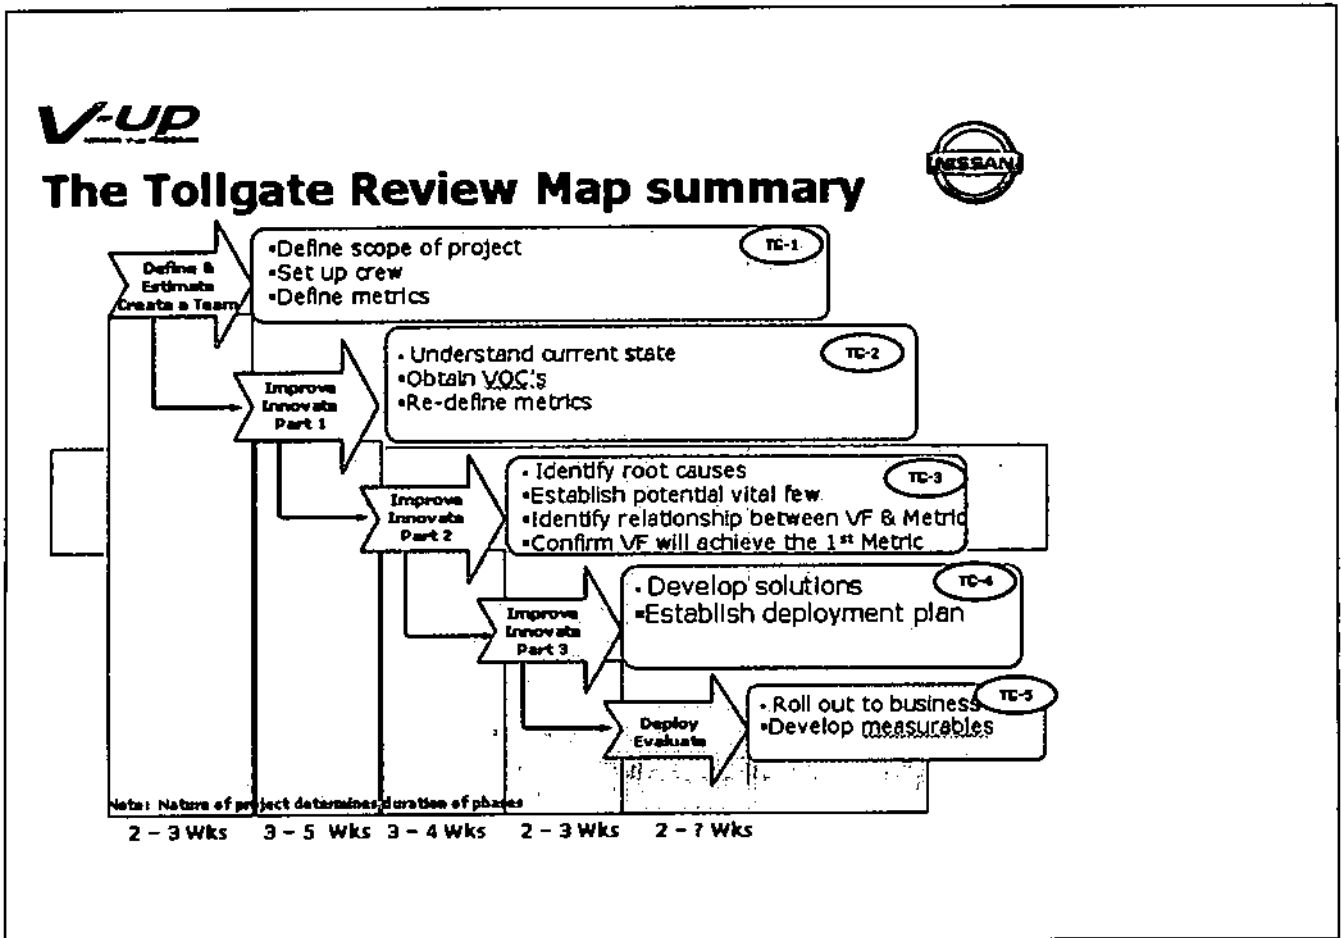 V-UP
The Tollgate Review Map summary
NISSAN
Define &
Estimate
Create a Team
▪Define scope of project
▪Set up crew
▪Define metrics
TG-1
Improve
Innovate
Part 1
▪ Understand current state
▪Obtain VOC's
▪Re-define metrics
TG-2
Improve
Innovate
Part 2
▪ Identify root causes
▪Establish potential vital few
▪Identify relationship between VF & Metric
▪Confirm VF will achieve the 1st Metric
TG-3
Improve
Innovate
Part 3
▪ Develop solutions
▪Establish deployment plan
TG-4
Deploy
Evaluate
▪ Roll out to business
▪Develop measurables
TG-5
Note: Nature of project determines duration of phases
2 – 3 Wks 3 – 5 Wks 3 – 4 Wks 2 – 3 Wks 2 – ? Wks